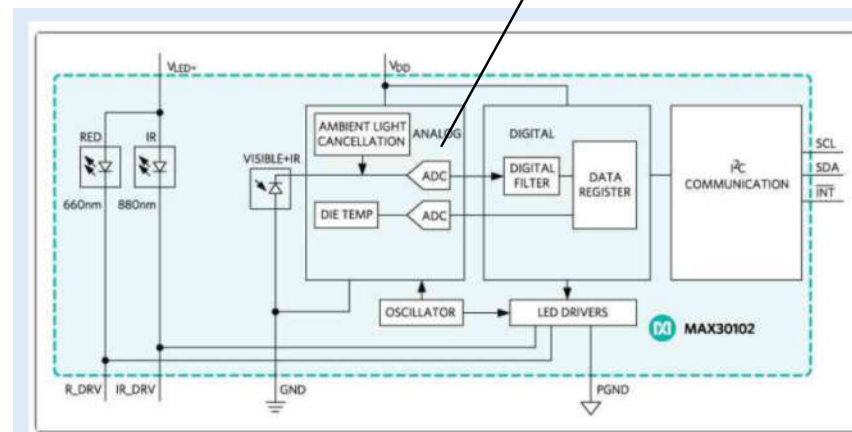 VLED+
VDD
RED
IR
660nm
880nm
VISIBLE+IR
AMBIENT LIGHT
CANCELLATION
ANALOG
ADC
DIE TEMP
ADC
DIGITAL
DIGITAL
FILTER
DATA
REGISTER
I²C
COMMUNICATION
SCL
SDA
INT
OSCILLATOR
LED DRIVERS
MAX30102
R_DRV
IR_DRV
GND
PGND